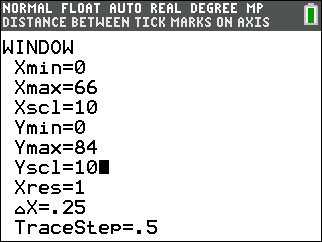 NORMAL FLOAT AUTO REAL DEGREE MP
DISTANCE BETWEEN TICK MARKS ON AXIS
WINDOW
Xmin=0
Xmax=66
Xscl=10
Ymin=0
Ymax=84
Yscl=10
Xres=1
△X=.25
TraceStep=.5